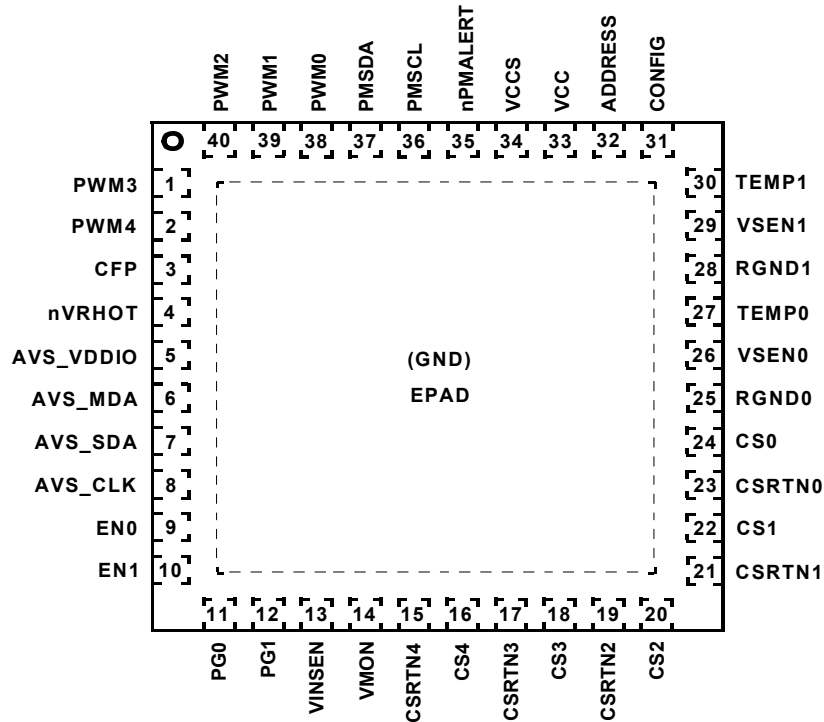 PWM2 PWM1 PWM0 PMSDA PMSCL nPMALERT VCCS VCC ADDRESS CONFIG
40 39 38 37 36 35 34 33 32 31
PWM3 1
PWM4 2
CFP 3
nVRHOT 4
AVS_VDDIO 5
AVS_MDA 6
AVS_SDA 7
AVS_CLK 8
EN0 9
EN1 10
(GND)
EPAD
30 TEMP1
29 VSEN1
28 RGND1
27 TEMP0
26 VSEN0
25 RGND0
24 CS0
23 CSRTN0
22 CS1
21 CSRTN1
11 12 13 14 15 16 17 18 19 20
PG0 PG1 VINSEN VMON CSRTN4 CS4 CSRTN3 CS3 CSRTN2 CS2